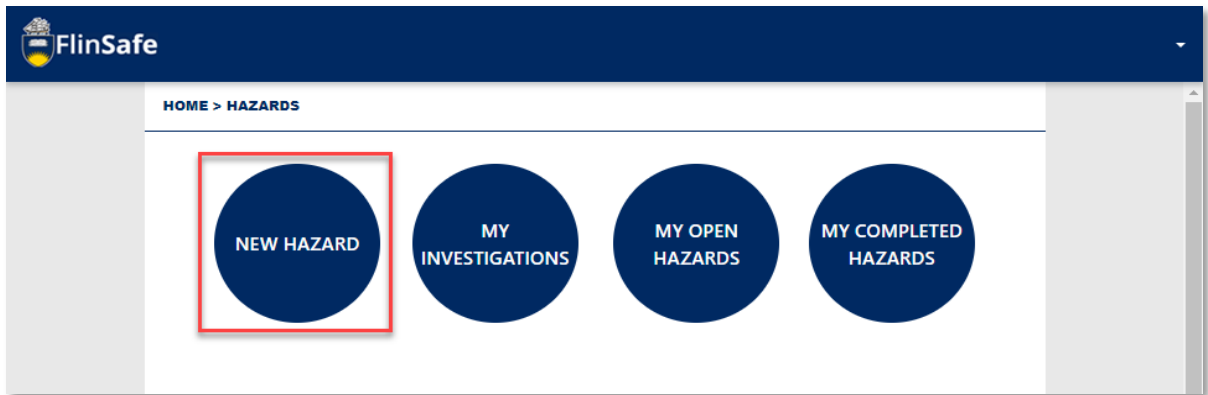 FlinSafe
HOME > HAZARDS
NEW HAZARD
MY
INVESTIGATIONS
MY OPEN
HAZARDS
MY COMPLETED
HAZARDS